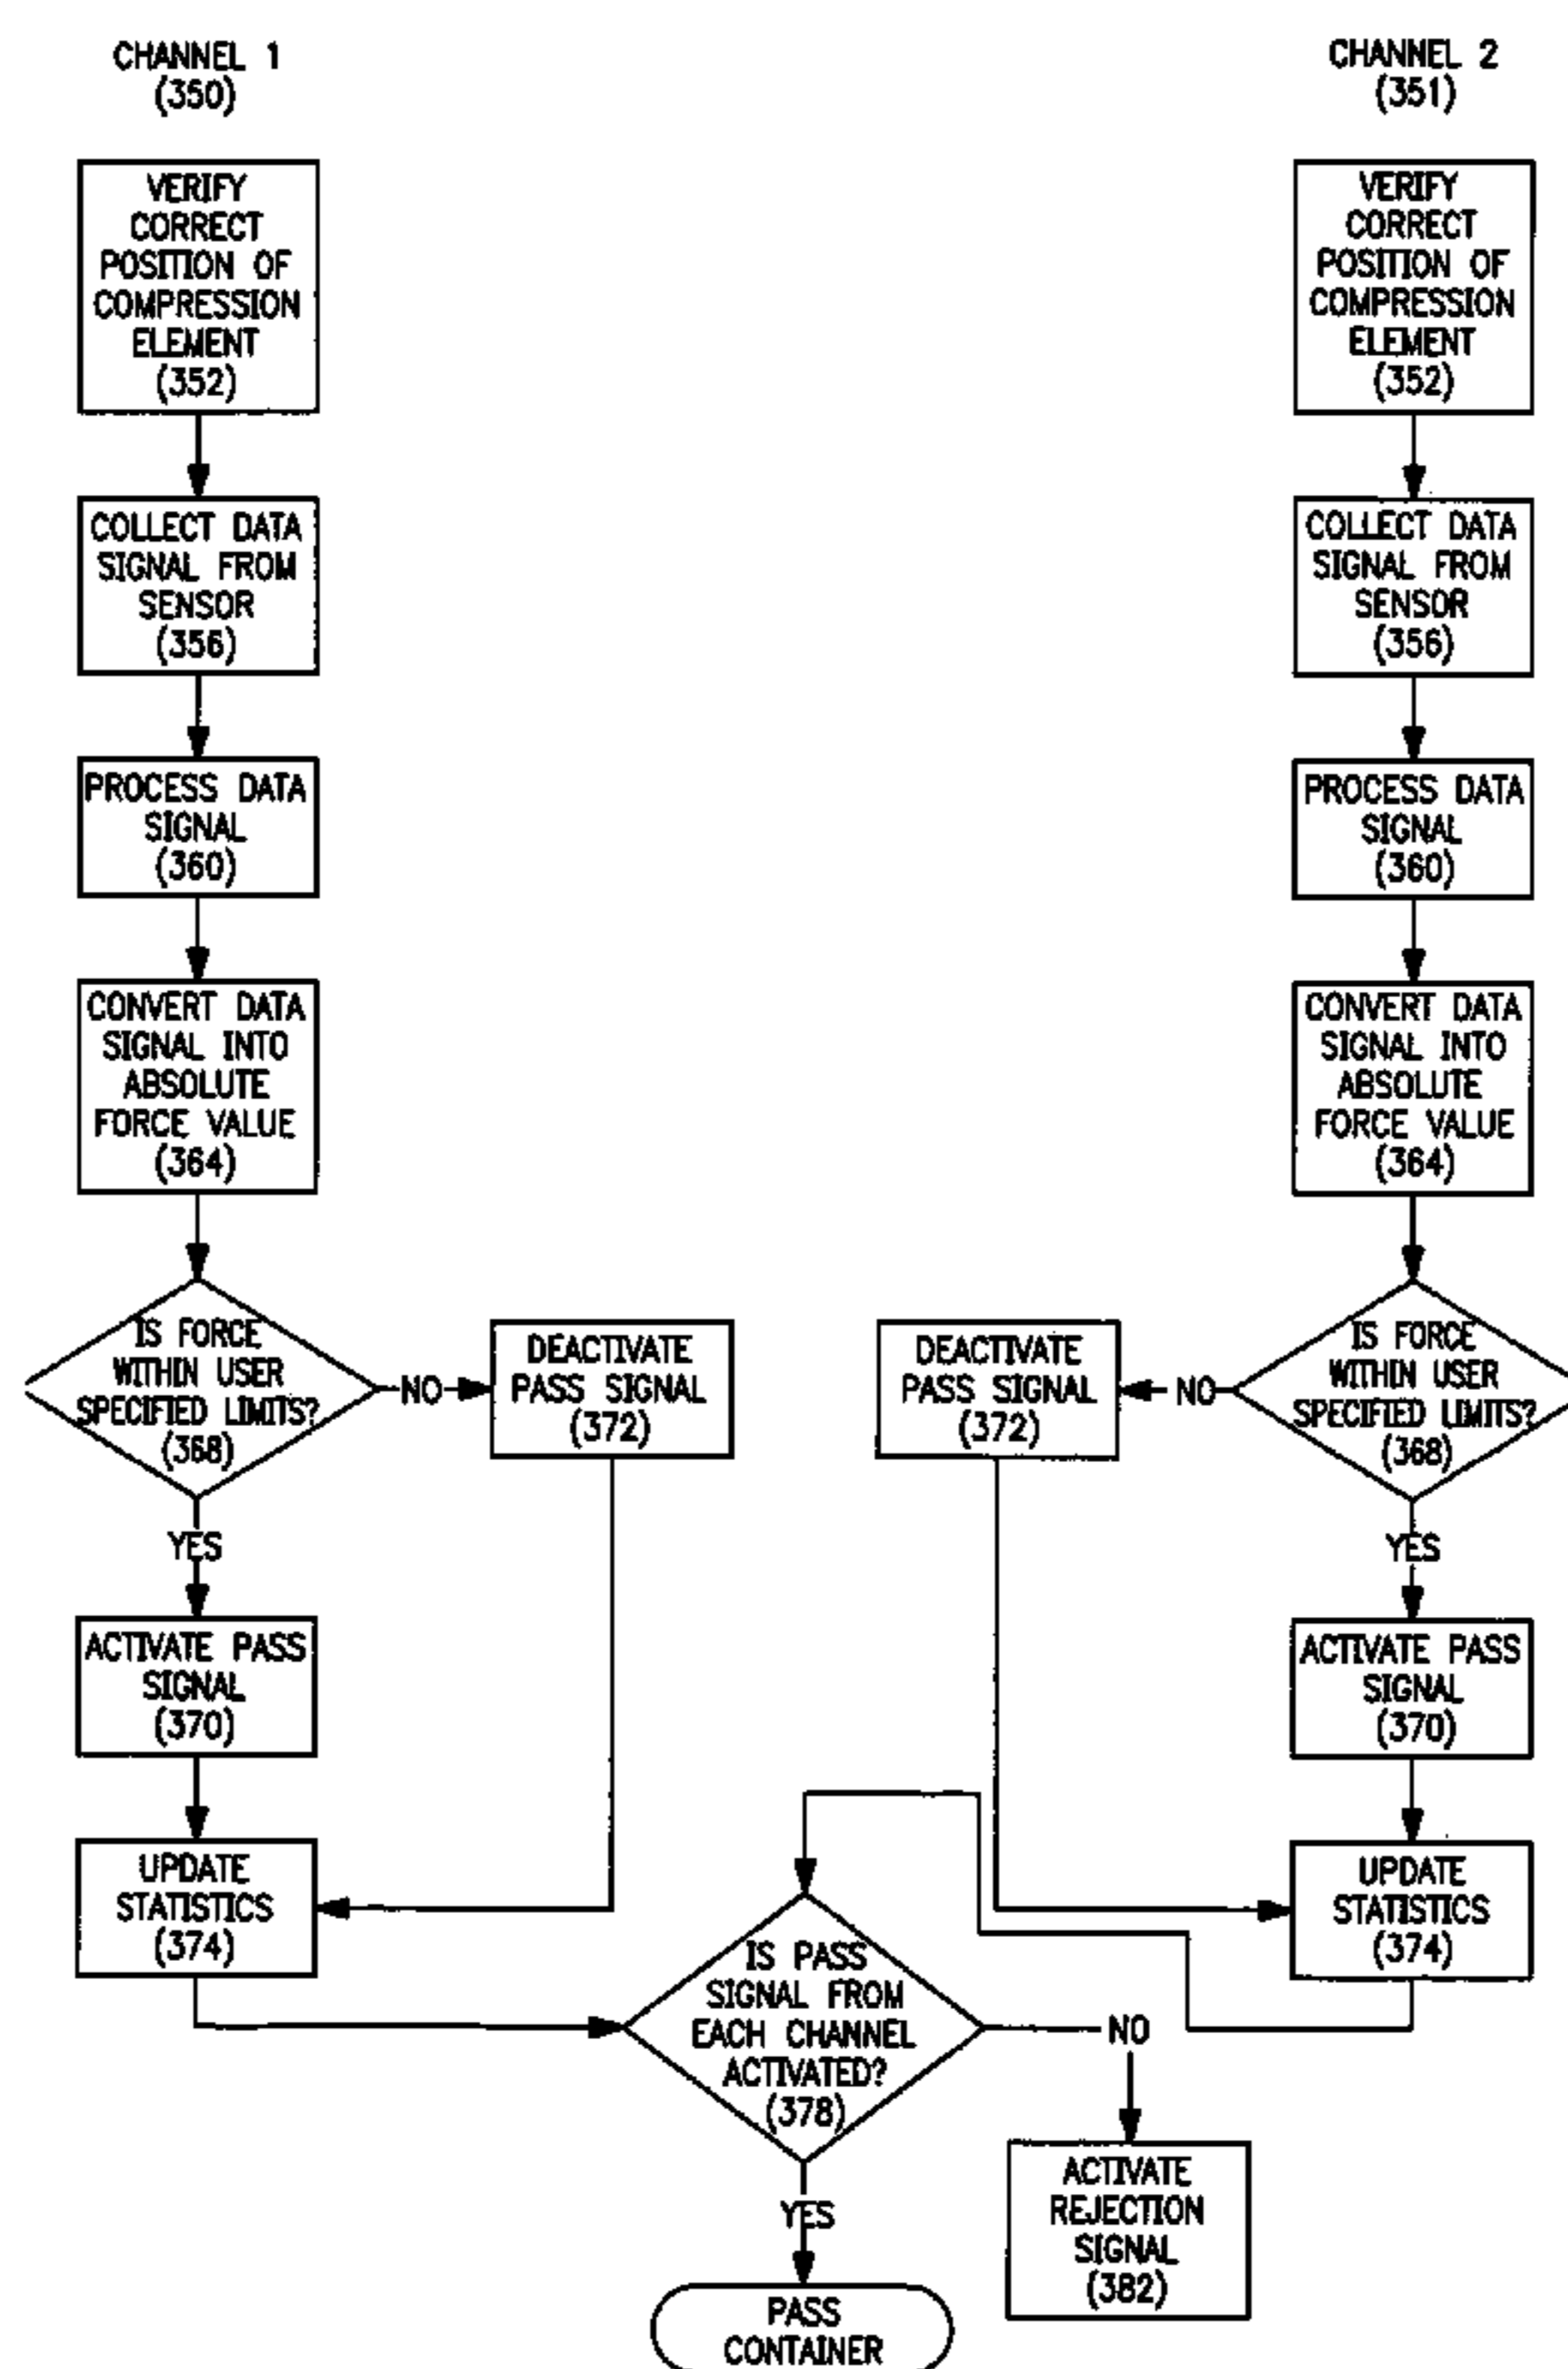 CHANNEL 1
(350)
VERIFY
CORRECT
POSITION OF
COMPRESSION
ELEMENT
(352)
COLLECT DATA
SIGNAL FROM
SENSOR
(356)
PROCESS DATA
SIGNAL
(360)
CONVERT DATA
SIGNAL INTO
ABSOLUTE
FORCE VALUE
(364)
IS FORCE
WITHIN USER
SPECIFIED LIMITS?
(368)
NO
DEACTIVATE
PASS SIGNAL
(372)
YES
ACTIVATE PASS
SIGNAL
(370)
UPDATE
STATISTICS
(374)
CHANNEL 2
(351)
VERIFY
CORRECT
POSITION OF
COMPRESSION
ELEMENT
(352)
COLLECT DATA
SIGNAL FROM
SENSOR
(356)
PROCESS DATA
SIGNAL
(360)
CONVERT DATA
SIGNAL INTO
ABSOLUTE
FORCE VALUE
(364)
IS FORCE
WITHIN USER
SPECIFIED LIMITS?
(368)
NO
DEACTIVATE
PASS SIGNAL
(372)
YES
ACTIVATE PASS
SIGNAL
(370)
UPDATE
STATISTICS
(374)
IS PASS
SIGNAL FROM
EACH CHANNEL
ACTIVATED?
(378)
NO
ACTIVATE
REJECTION
SIGNAL
(382)
YES
PASS
CONTAINER